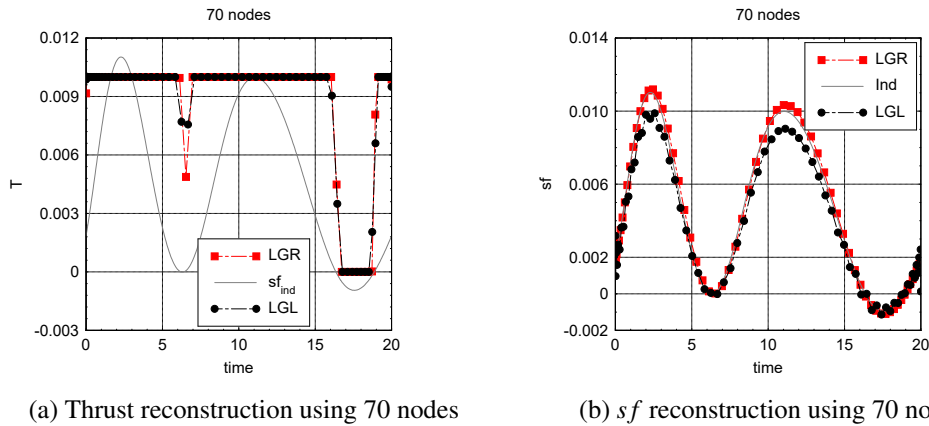 70 nodes
0.012
0.009
0.006
0.003
0
-0.003
T
0 5 10 15 20
time
LGR
sf_ind
LGL
(a) Thrust reconstruction using 70 nodes
70 nodes
0.014
0.010
0.006
0.002
0
-0.002
sf
0 5 10 15 20
time
LGR
Ind
LGL
(b) sf reconstruction using 70 no